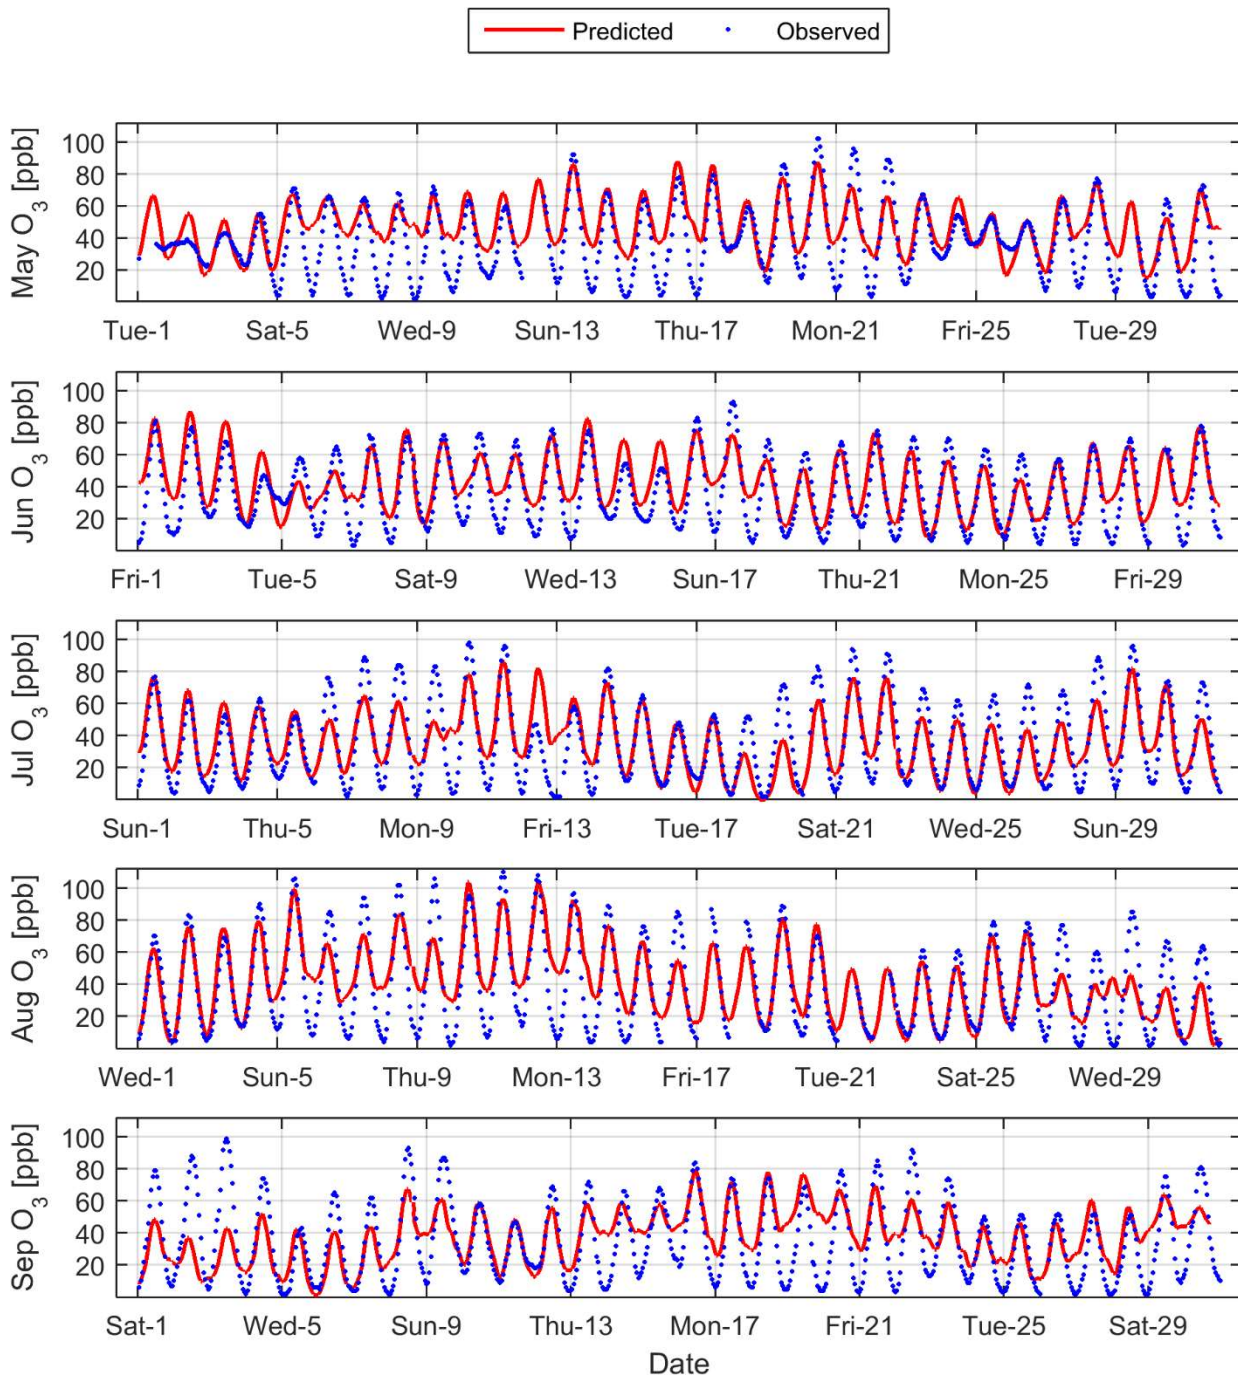 Predicted Observed
May O3 [ppb]
100
80
60
40
20
Tue-1 Sat-5 Wed-9 Sun-13 Thu-17 Mon-21 Fri-25 Tue-29
Jun O3 [ppb]
100
80
60
40
20
Fri-1 Tue-5 Sat-9 Wed-13 Sun-17 Thu-21 Mon-25 Fri-29
Jul O3 [ppb]
100
80
60
40
20
Sun-1 Thu-5 Mon-9 Fri-13 Tue-17 Sat-21 Wed-25 Sun-29
Aug O3 [ppb]
100
80
60
40
20
Wed-1 Sun-5 Thu-9 Mon-13 Fri-17 Tue-21 Sat-25 Wed-29
Sep O3 [ppb]
100
80
60
40
20
Sat-1 Wed-5 Sun-9 Thu-13 Mon-17 Fri-21 Tue-25 Sat-29
Date